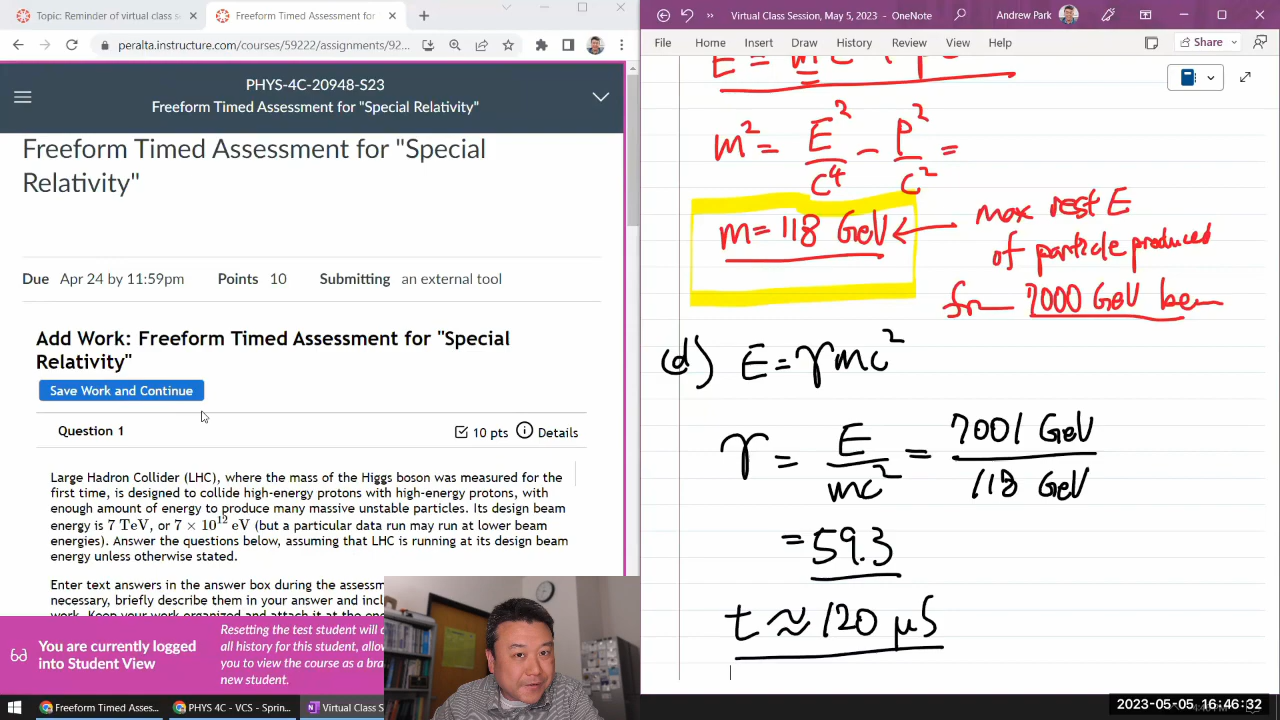 Topic: Reminder of virtual class s
Freeform Timed Assessment for
peralta.instructure.com/courses/59222/assignments/92...
PHYS-4C-20948-S23
Freeform Timed Assessment for "Special Relativity"
Freeform Timed Assessment for "Special
Relativity"
Due Apr 24 by 11:59pm Points 10 Submitting an external tool
Add Work: Freeform Timed Assessment for "Special
Relativity"
Save Work and Continue
Question 1 10 pts Details
Large Hadron Collider (LHC), where the mass of the Higgs boson was measured for the
first time, is designed to collide high-energy protons with high-energy protons, with
enough amount of energy to produce many massive unstable particles. Its design beam
energy is 7 TeV, or 7 × 10¹² eV (but a particular data run may run at lower beam
energies). Answer the questions below, assuming that LHC is running at its design beam
energy unless otherwise stated.
Enter text answers in the answer box during the assessm
necessary, briefly describe them in your answer and inclu
You are currently logged
into Student View
Resetting the test student will c
all history for this student, allow
you to view the course as a bra
new student.
Freeform Timed Asses...
PHYS 4C - VCS - Sprin...
Virtual Class Sess
Virtual Class Session, May 5, 2023 - OneNote
Andrew Park
File Home Insert Draw History Review View Help Share
m² = E²/c⁴ − P²/c² =
m = 118 GeV ← max rest E
of particle produced
for 7000 GeV beam
(d) E = γmc²
γ = E/mc² = 7001 GeV/118 GeV
= 59.3
t ≈ 120 μs
2023-05-05 16:46:32